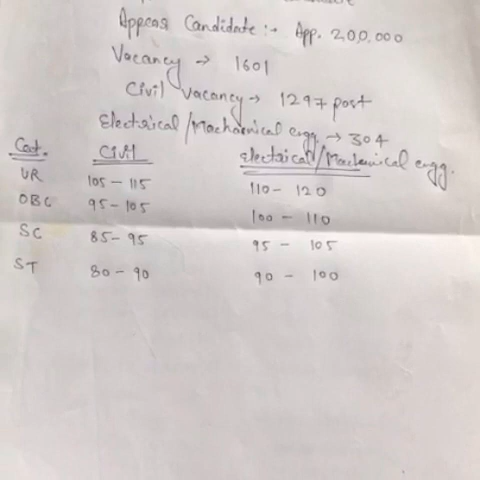 Appear Candidate :- App. 200,000
Vacancy → 1601
Civil Vacancy → 1297 post
Electrical/Machanical engg. → 304
Cat. Civil electrical/Machanical engg.
UR 105 - 115 110 - 120
OBC 95 - 105 100 - 110
SC 85 - 95 95 - 105
ST 80 - 90 90 - 100